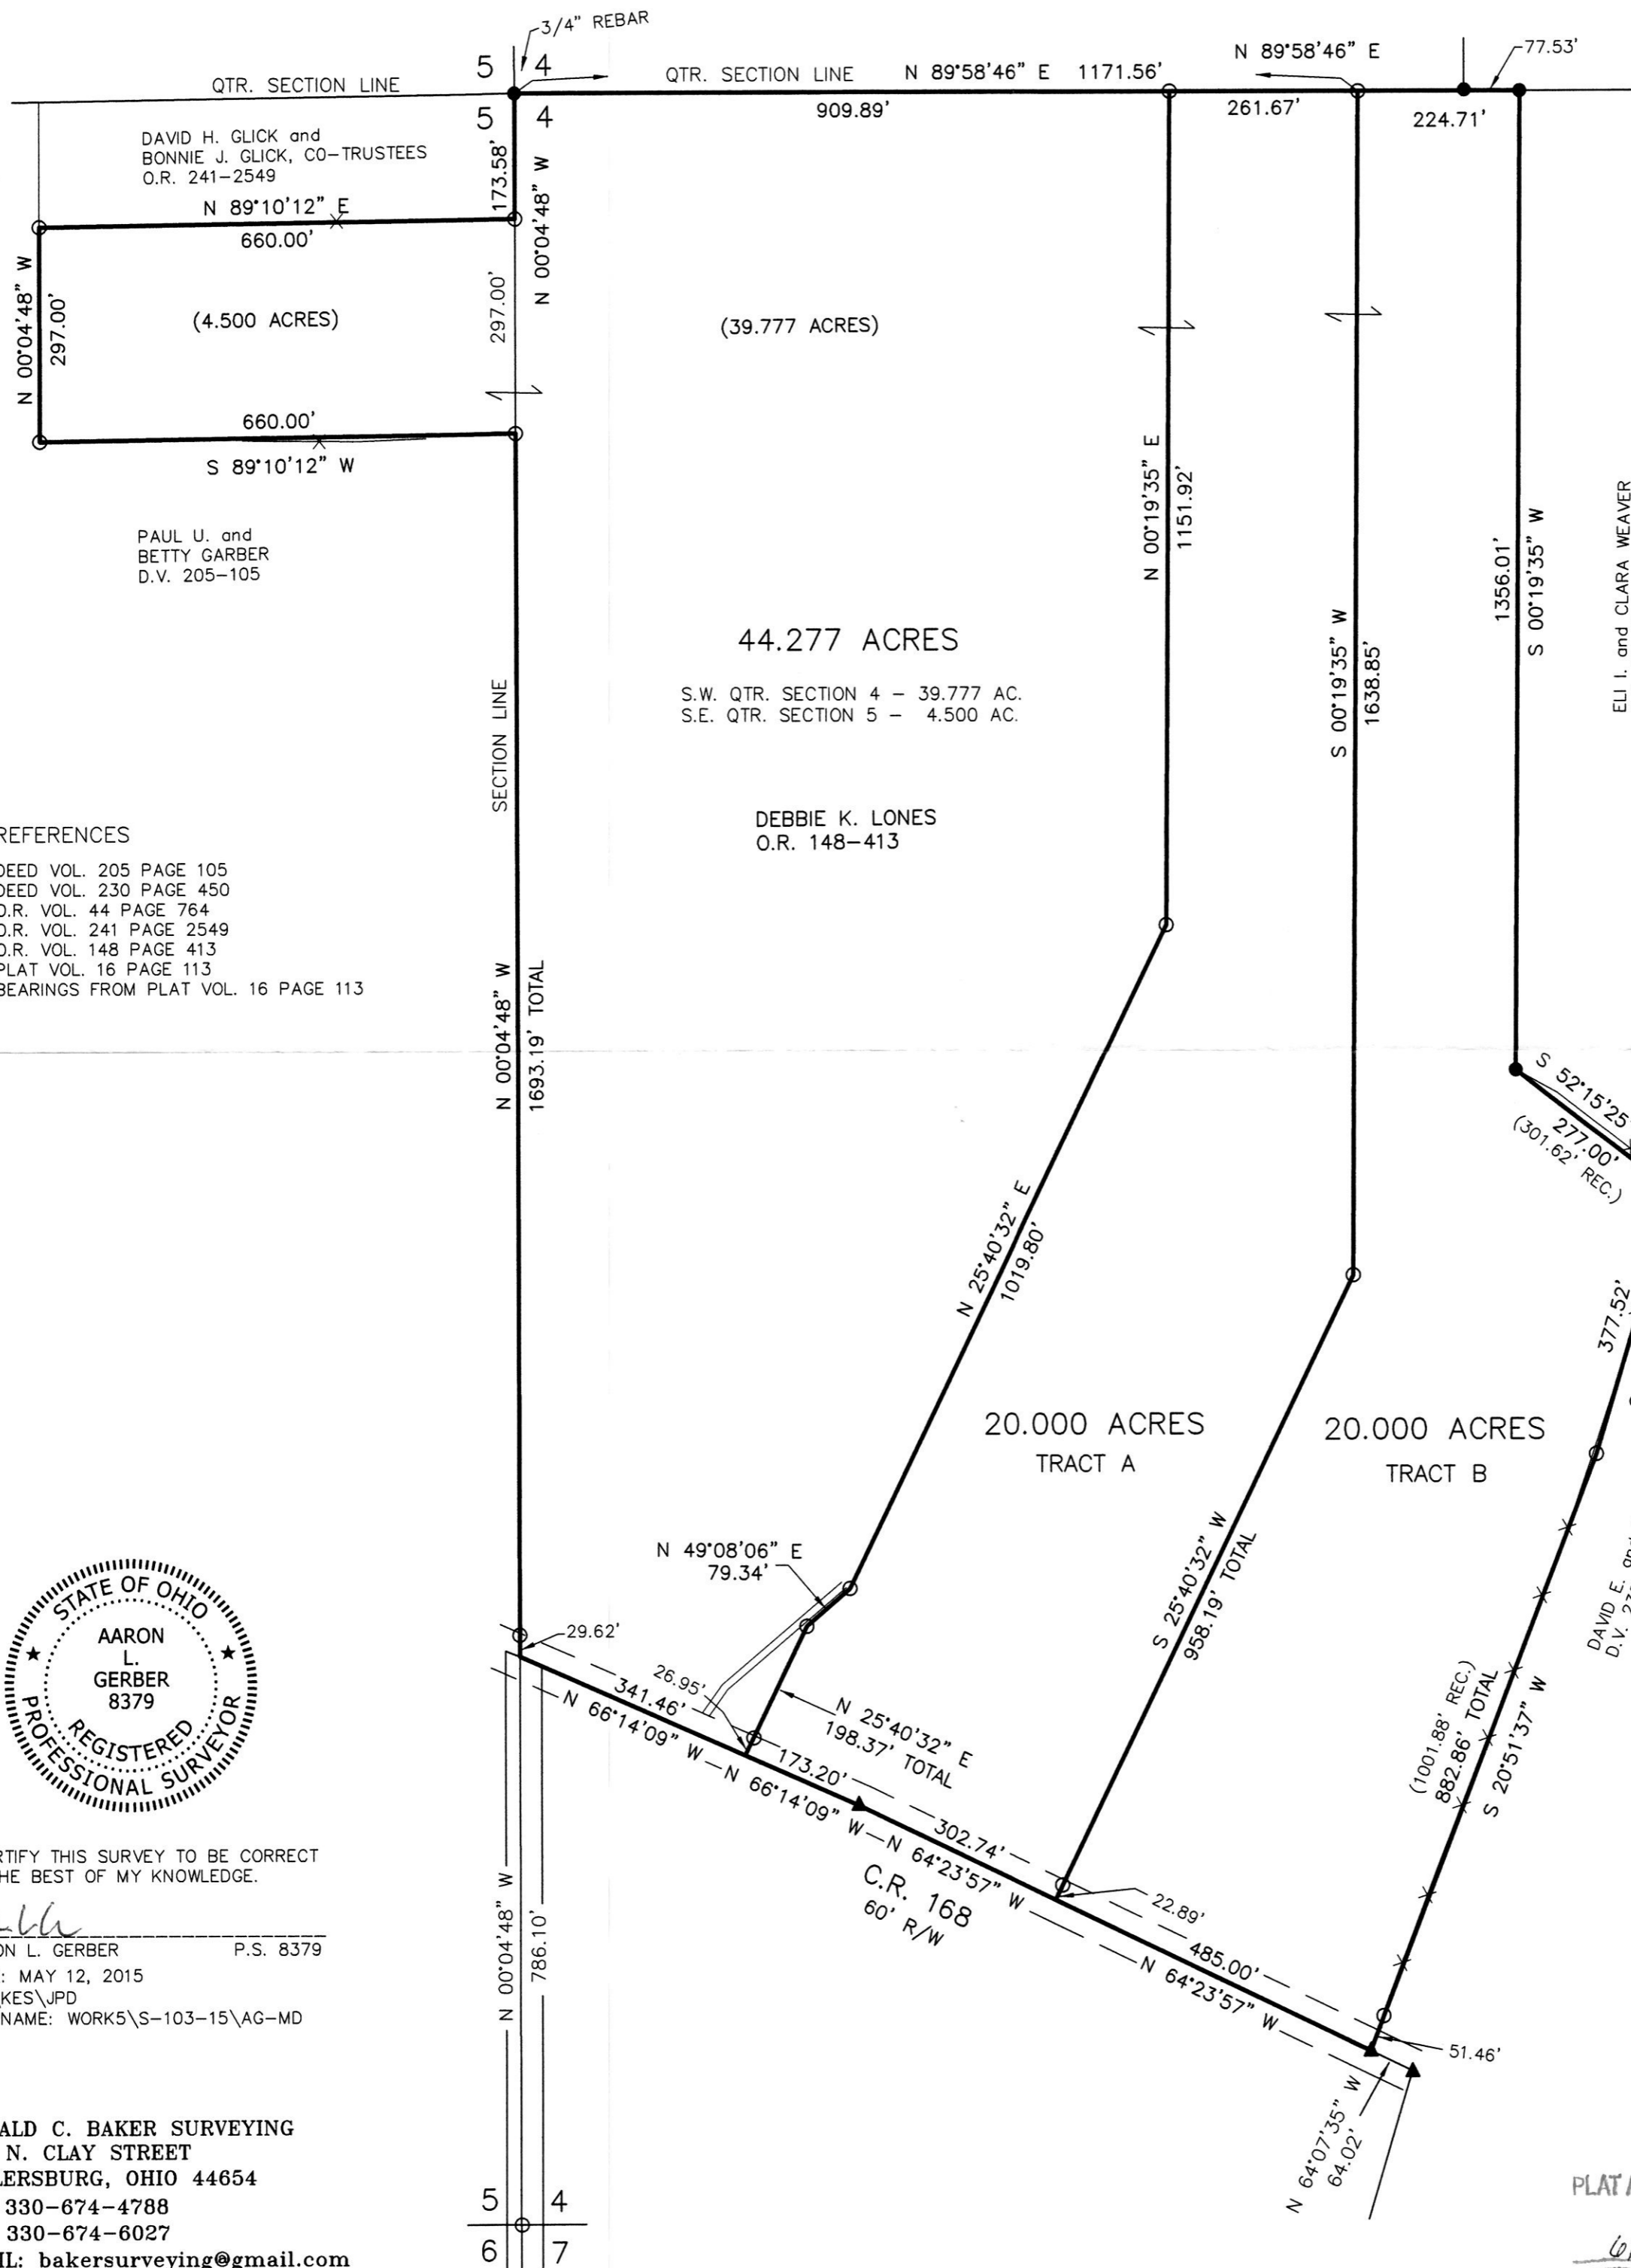 3/4" REBAR
5 4
QTR. SECTION LINE
QTR. SECTION LINE N 89°58'46" E 1171.56'
N 89°58'46" E
77.53'
5 4
909.89'
261.67'
224.71'
DAVID H. GLICK and
BONNIE J. GLICK, CO-TRUSTEES
O.R. 241-2549
173.58'
N 00°04'48" W
N 89°10'12" E
660.00'
N 00°04'48" W
297.00'
(4.500 ACRES)
297.00'
(39.777 ACRES)
660.00'
S 89°10'12" W
PAUL U. and
BETTY GARBER
D.V. 205-105
N 00°19'35" E
1151.92'
S 00°19'35" W
1638.85'
1356.01'
S 00°19'35" W
ELI I. and CLARA WEAVER
44.277 ACRES
S.W. QTR. SECTION 4 - 39.777 AC.
S.E. QTR. SECTION 5 - 4.500 AC.
SECTION LINE
DEBBIE K. LONES
O.R. 148-413
REFERENCES
DEED VOL. 205 PAGE 105
DEED VOL. 230 PAGE 450
O.R. VOL. 44 PAGE 764
O.R. VOL. 241 PAGE 2549
O.R. VOL. 148 PAGE 413
PLAT VOL. 16 PAGE 113
BEARINGS FROM PLAT VOL. 16 PAGE 113
N 00°04'48" W
1693.19' TOTAL
S 52°15'25
277.00'
(301.62' REC.)
N 25°40'32" E
1019.80'
377.52'
20.000 ACRES
TRACT A
20.000 ACRES
TRACT B
N 49°08'06" E
79.34'
S 25°40'32" W
958.19' TOTAL
DAVID E. and
D.V.
(1001.88' REC.)
882.86' TOTAL
S 20°51'37" W
STATE OF OHIO
AARON
L.
GERBER
8379
REGISTERED
PROFESSIONAL SURVEYOR
29.62'
26.95'
341.46'
N 66°14'09" W
N 25°40'32" E
198.37' TOTAL
173.20'
N 66°14'09" W
302.74'
N 64°23'57" W
C.R. 168
60' R/W
22.89'
485.00'
N 64°23'57" W
51.46'
N 64°07'35" W
64.02'
RTIFY THIS SURVEY TO BE CORRECT
HE BEST OF MY KNOWLEDGE.
ON L. GERBER P.S. 8379
: MAY 12, 2015
KES\JPD
NAME: WORK5\S-103-15\AG-MD
N 00°04'48" W
786.10'
ALD C. BAKER SURVEYING
N. CLAY STREET
LERSBURG, OHIO 44654
330-674-4788
330-674-6027
IL: bakersurveying@gmail.com
5 4
6 7
PLAT